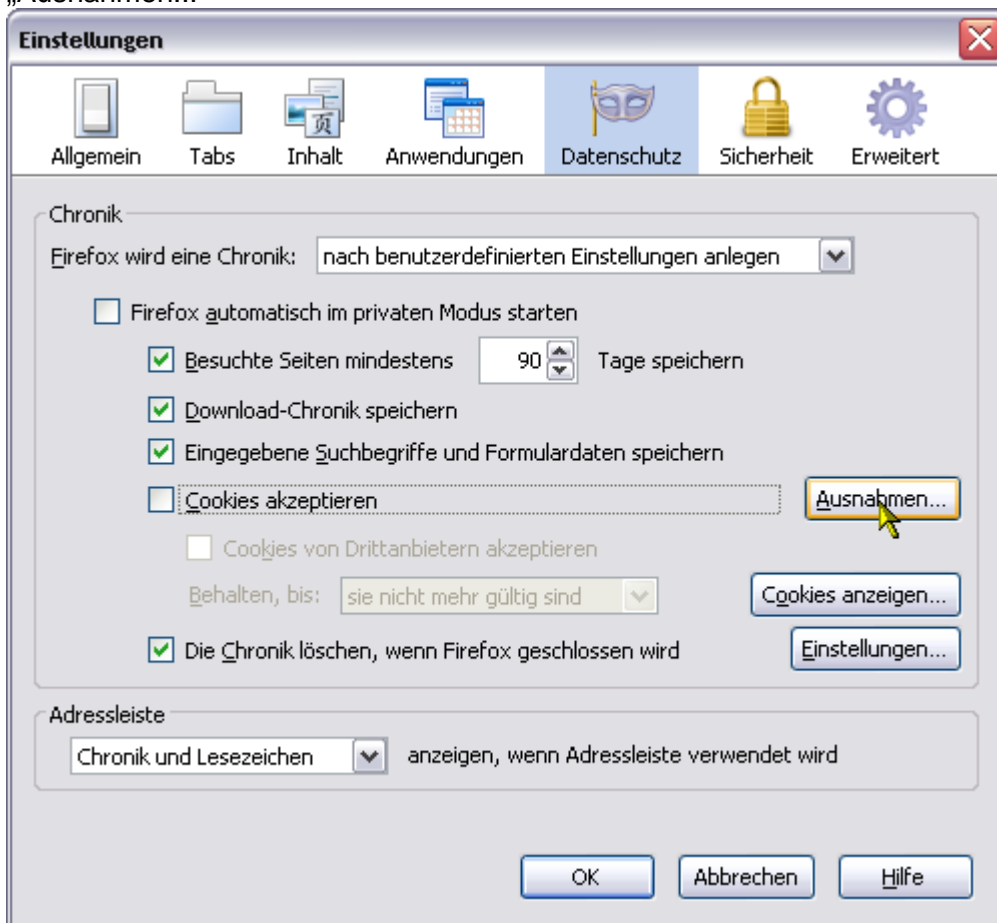 „Ausnahmen...“
Einstellungen
Allgemein Tabs Inhalt Anwendungen Datenschutz Sicherheit Erweitert
页
Chronik
Firefox wird eine Chronik: nach benutzerdefinierten Einstellungen anlegen
Firefox automatisch im privaten Modus starten
Besuchte Seiten mindestens 90 Tage speichern
Download-Chronik speichern
Eingegebene Suchbegriffe und Formulardaten speichern
Cookies akzeptieren Ausnahmen...
Cookies von Drittanbietern akzeptieren
Behalten, bis: sie nicht mehr gültig sind Cookies anzeigen...
Die Chronik löschen, wenn Firefox geschlossen wird Einstellungen...
Adressleiste
Chronik und Lesezeichen anzeigen, wenn Adressleiste verwendet wird
OK Abbrechen Hilfe